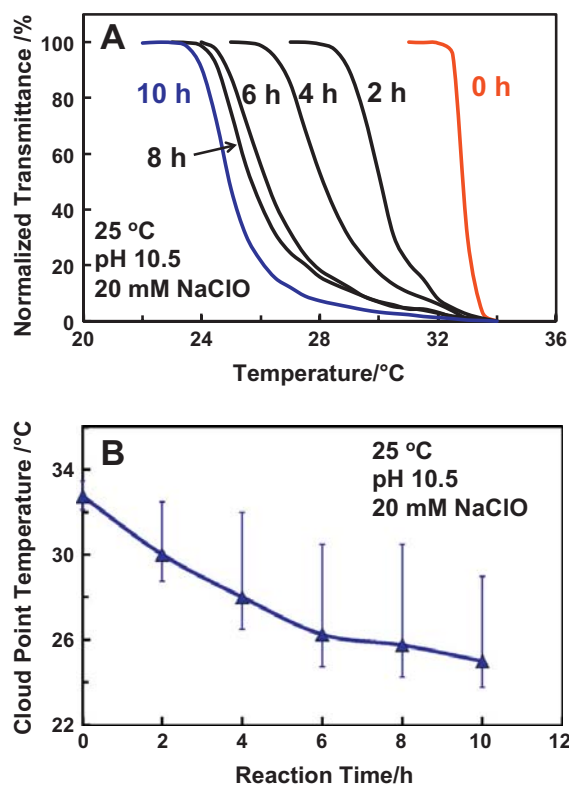 A
Normalized Transmittance /%
100
80
60
40
20
0
10 h
8 h
6 h
4 h
2 h
0 h
25 °C
pH 10.5
20 mM NaClO
20 24 28 32 36
Temperature/°C
B
Cloud Point Temperature /°C
34
30
26
22
25 °C
pH 10.5
20 mM NaClO
0 2 4 6 8 10 12
Reaction Time/h